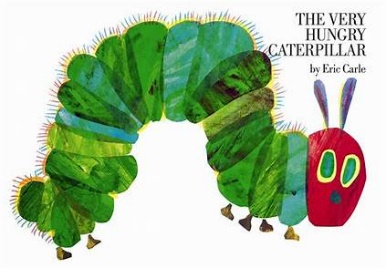 THE VERY
HUNGRY
CATERPILLAR
by Eric Carle